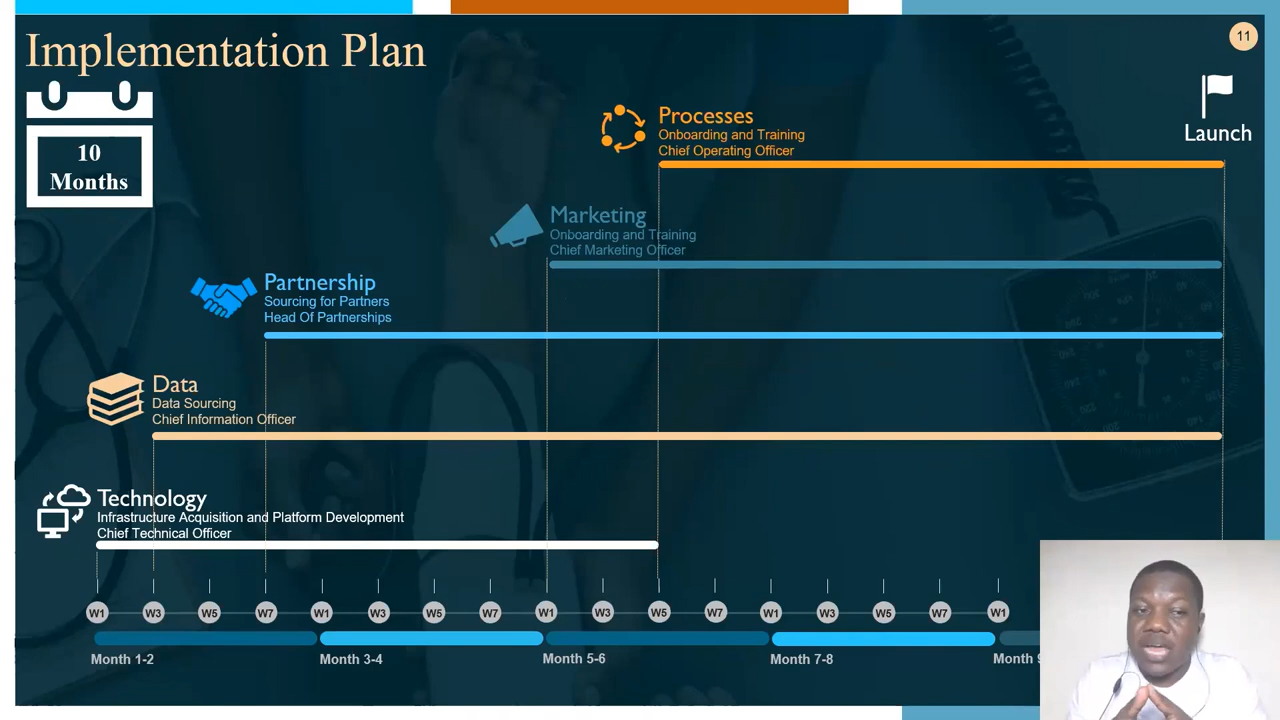 Implementation Plan
11
10
Months
Launch
Processes
Onboarding and Training
Chief Operating Officer
Marketing
Onboarding and Training
Chief Marketing Officer
Partnership
Sourcing for Partners
Head Of Partnerships
Data
Data Sourcing
Chief Information Officer
Technology
Infrastructure Acquisition and Platform Development
Chief Technical Officer
W1 W3 W5 W7 W1 W3 W5 W7 W1 W3 W5 W7 W1 W3 W5 W7 W1
Month 1-2 Month 3-4 Month 5-6 Month 7-8 Month